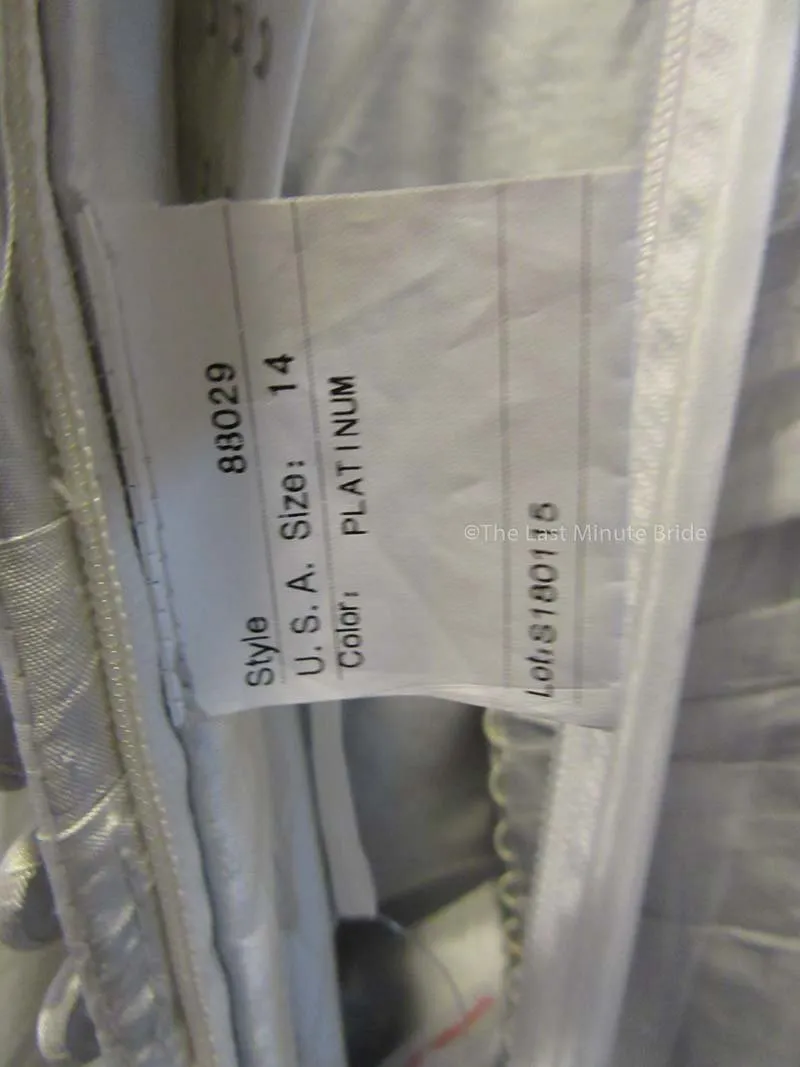 Style 88029
U.S.A. Size: 14
Color: PLATINUM
Lot:S180115
©The Last Minute Bride